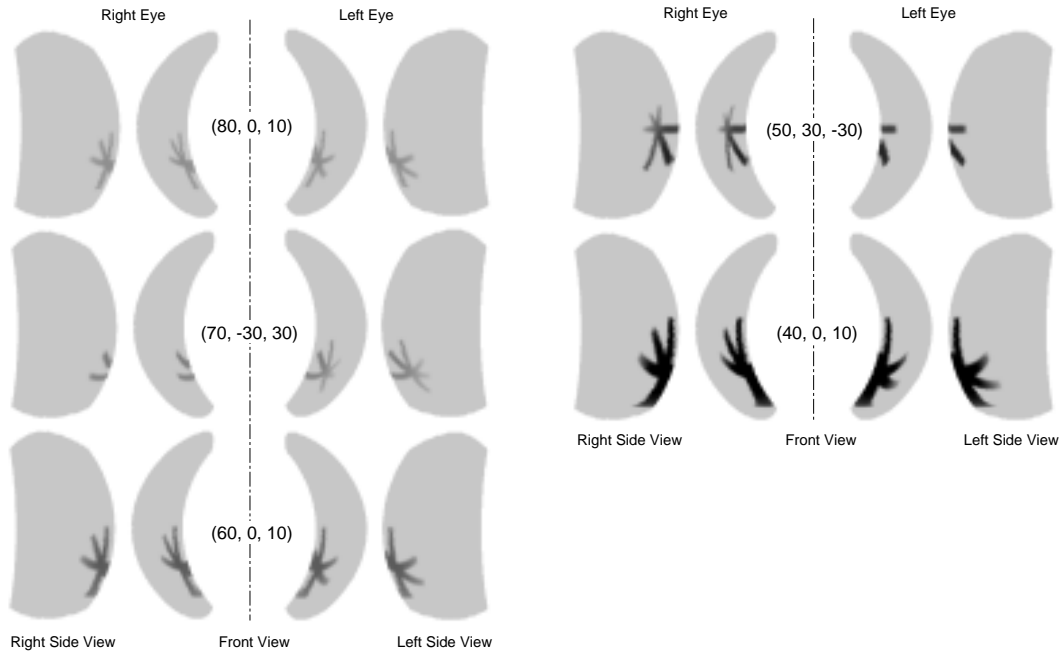 Right Eye Left Eye
(80, 0, 10)
(70, -30, 30)
(60, 0, 10)
Right Side View Front View Left Side View
Right Eye Left Eye
(50, 30, -30)
(40, 0, 10)
Right Side View Front View Left Side View